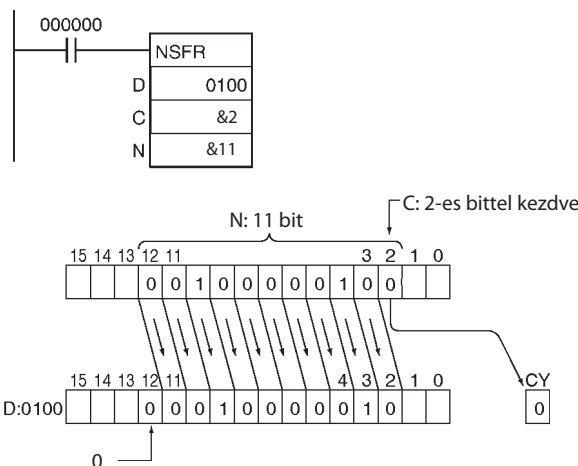 000000
NSFR
D 0100
C &2
N &11
C: 2-es bittel kezdve
N: 11 bit
15 14 13 12 11 3 2 1 0
0 0 1 0 0 0 0 0 1 0 0
15 14 13 12 11 4 3 2 1 0 CY
D:0100 0 0 0 1 0 0 0 0 0 1 0 0
0